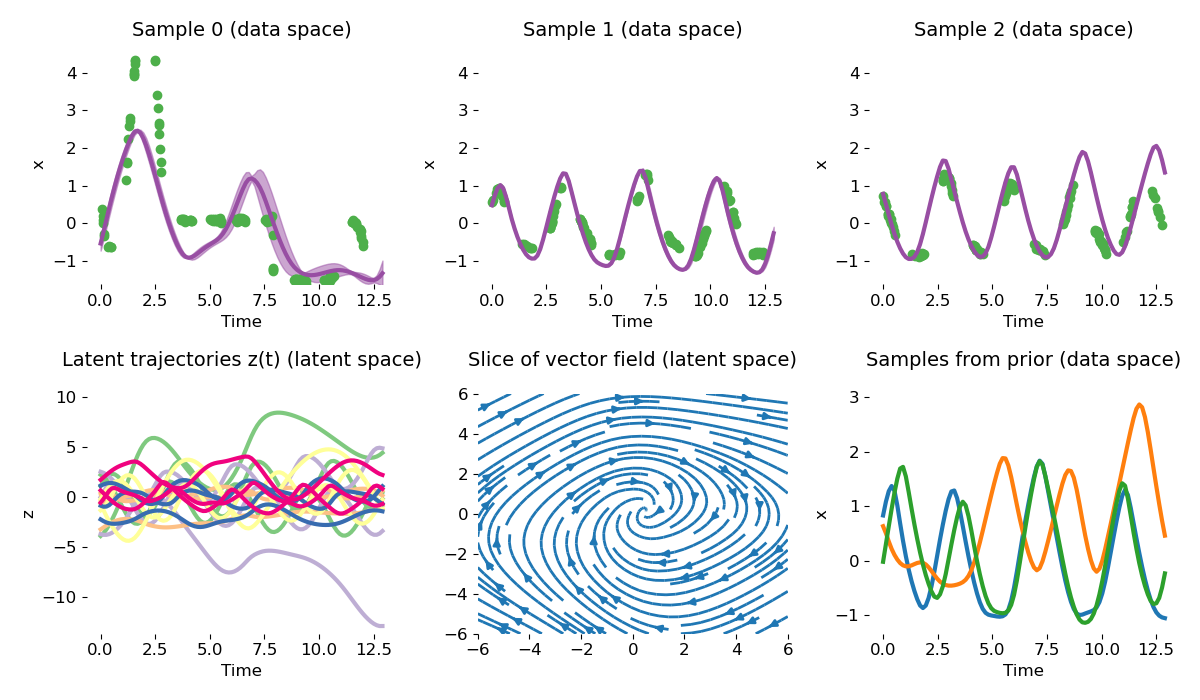 Sample 0 (data space)
Sample 1 (data space)
Sample 2 (data space)
4
3
2
1
0
−1
x
0.0 2.5 5.0 7.5 10.0 12.5
Time
4
3
2
1
0
−1
x
0.0 2.5 5.0 7.5 10.0 12.5
Time
4
3
2
1
0
−1
x
0.0 2.5 5.0 7.5 10.0 12.5
Time
Latent trajectories z(t) (latent space)
Slice of vector field (latent space)
Samples from prior (data space)
10
5
0
−5
−10
z
0.0 2.5 5.0 7.5 10.0 12.5
Time
6
4
2
0
−2
−4
−6
−6 −4 −2 0 2 4 6
3
2
1
0
−1
x
0.0 2.5 5.0 7.5 10.0 12.5
Time